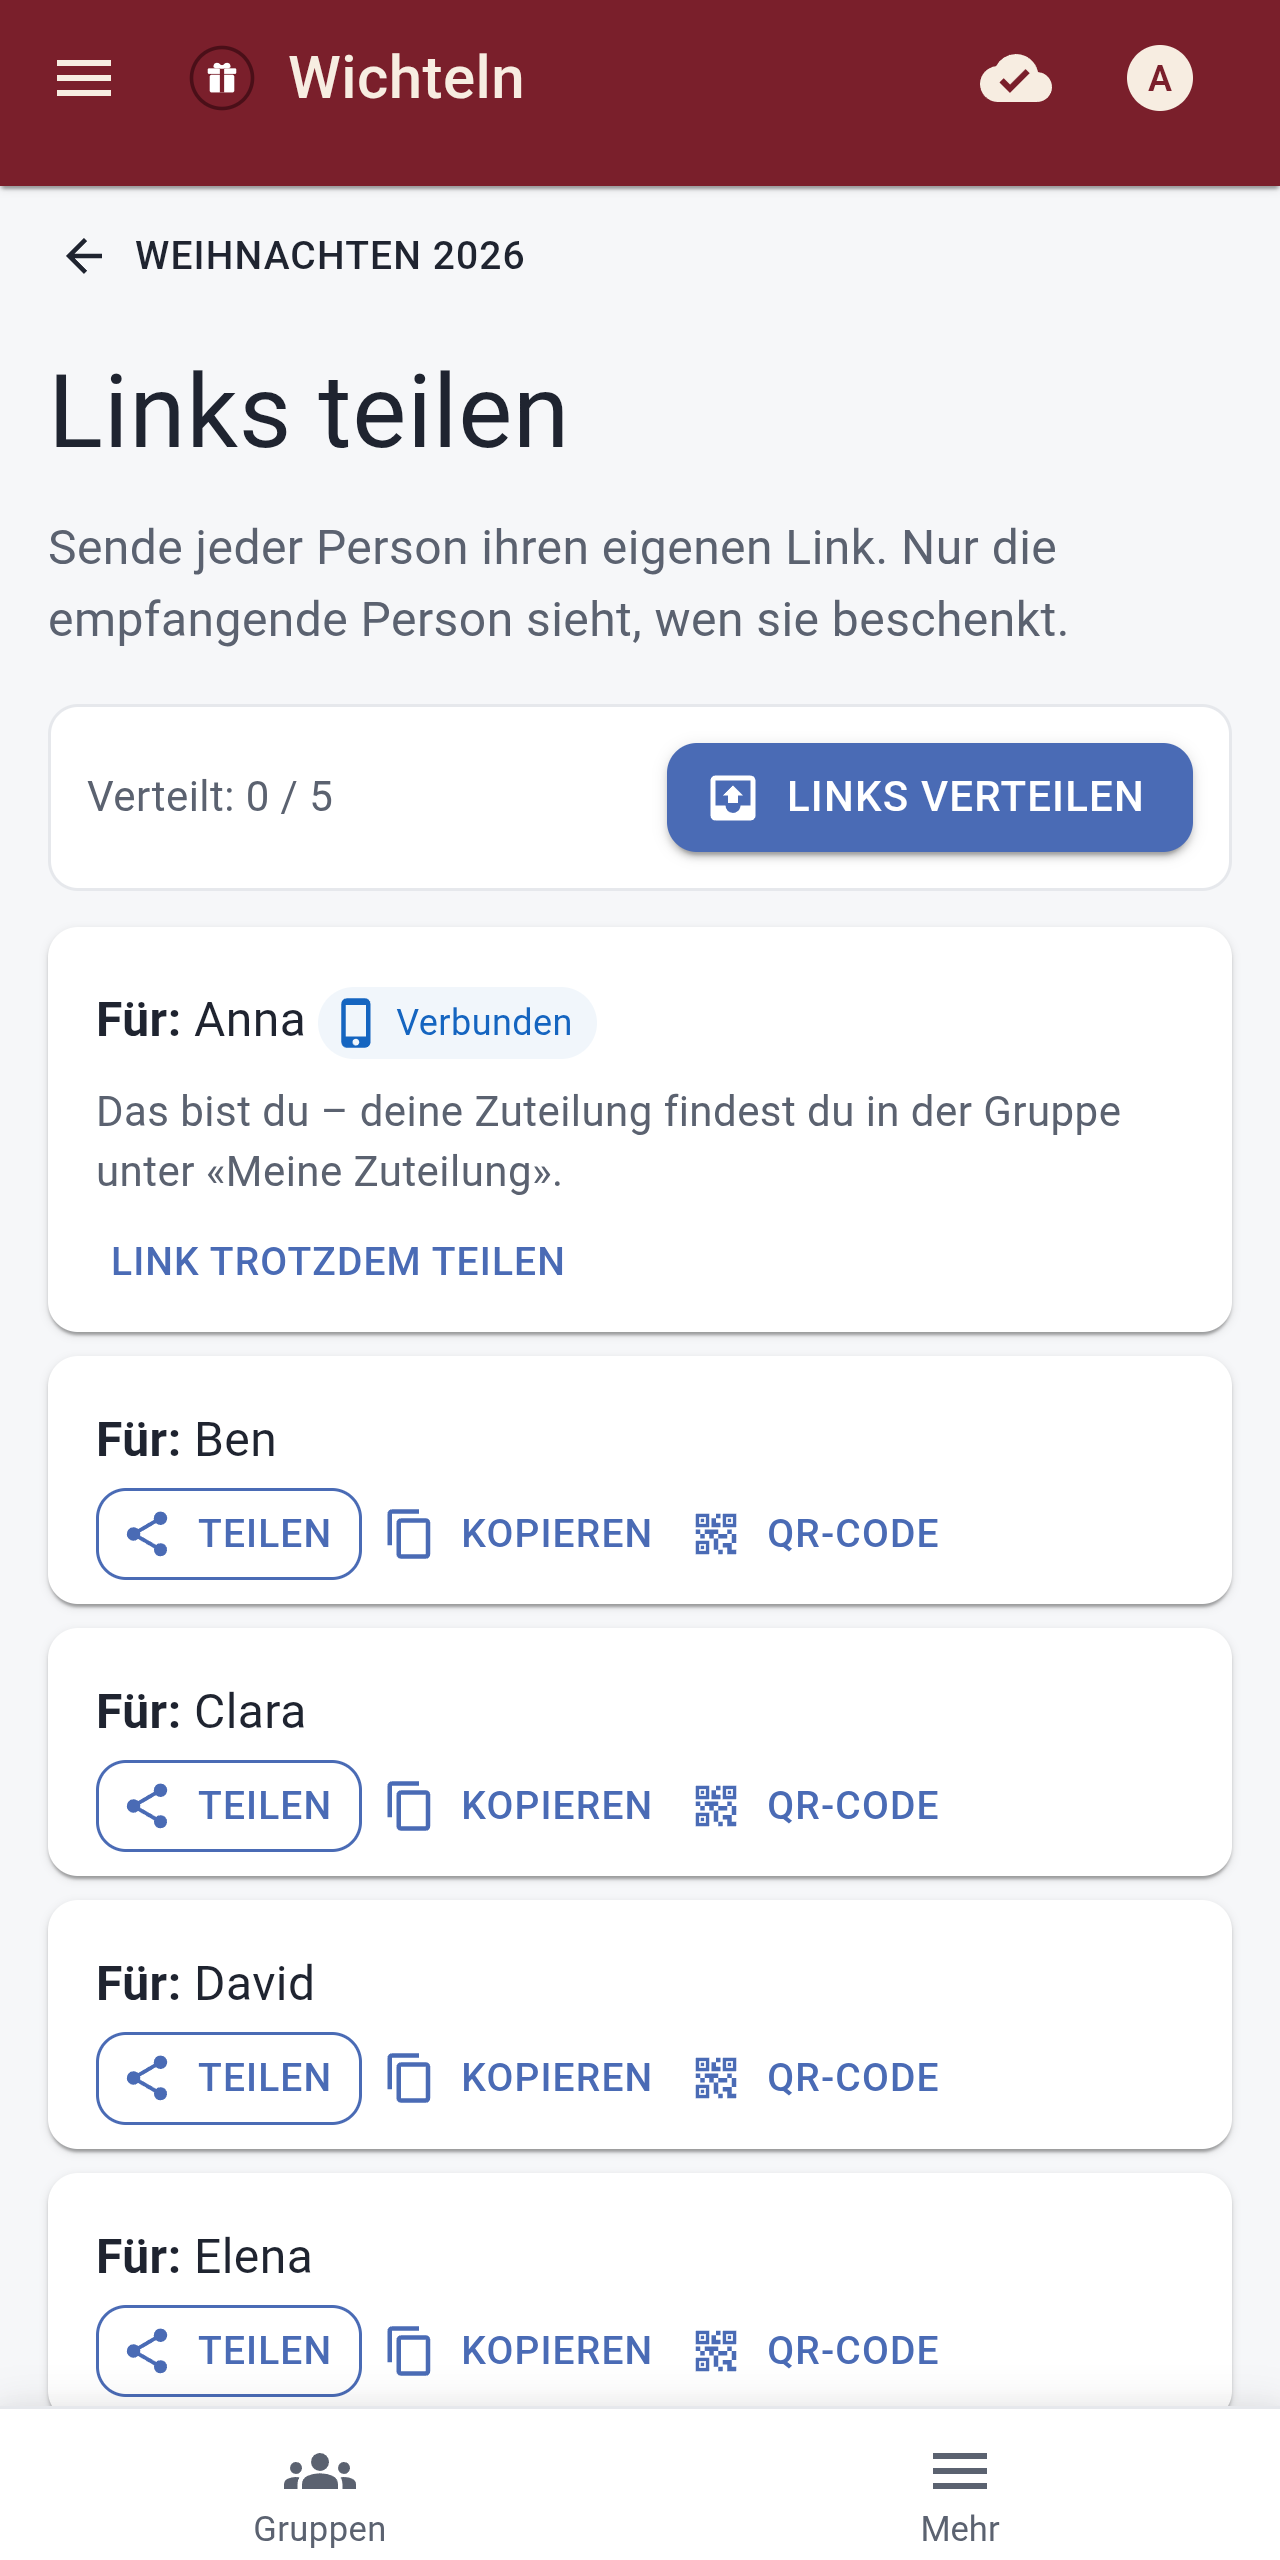 Wichteln
A
WEIHNACHTEN 2026
Links teilen
Sende jeder Person ihren eigenen Link. Nur die
empfangende Person sieht, wen sie beschenkt.
Verteilt: 0 / 5
LINKS VERTEILEN
Für: Anna
Verbunden
Das bist du – deine Zuteilung findest du in der Gruppe
unter «Meine Zuteilung».
LINK TROTZDEM TEILEN
Für: Ben
TEILEN KOPIEREN QR-CODE
Für: Clara
TEILEN KOPIEREN QR-CODE
Für: David
TEILEN KOPIEREN QR-CODE
Für: Elena
TEILEN KOPIEREN QR-CODE
Gruppen Mehr